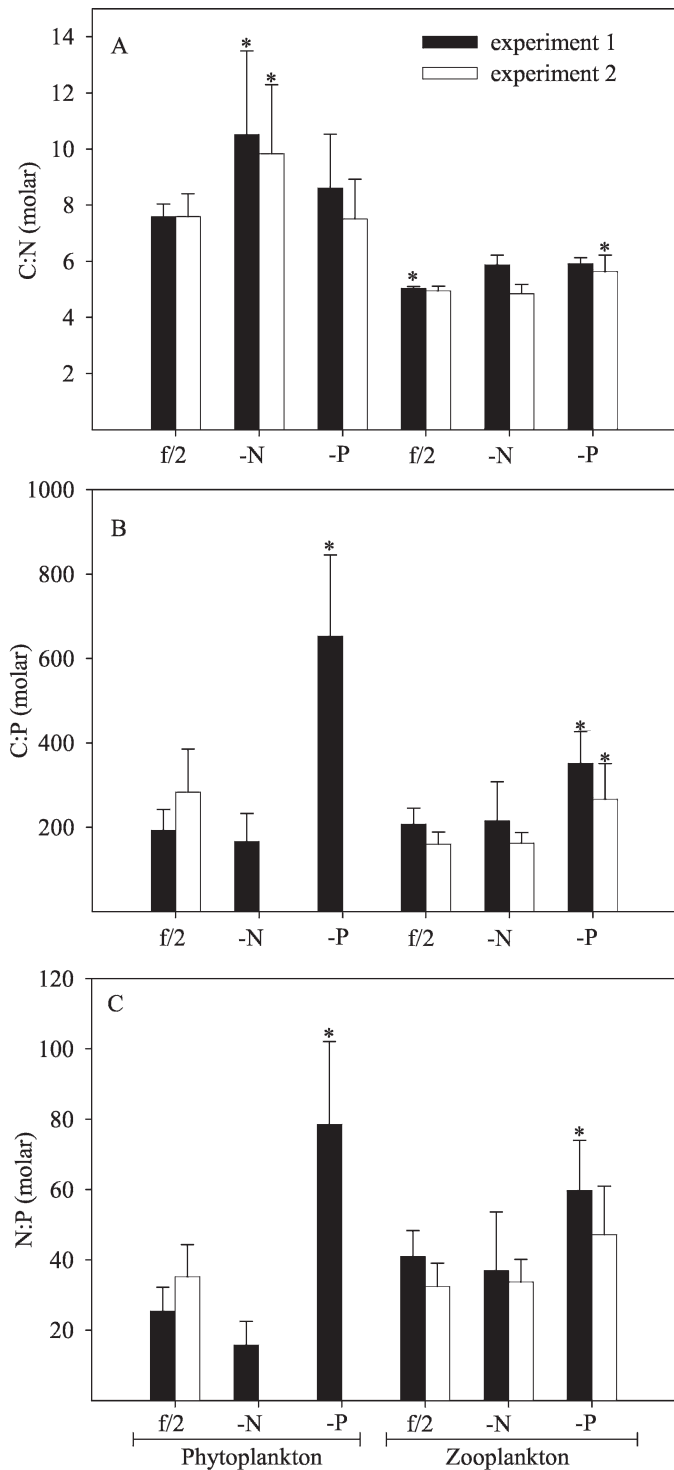 A
experiment 1
experiment 2
C:N (molar)
14
12
10
8
6
4
2
* * * *
f/2 -N -P f/2 -N -P
B
C:P (molar)
1000
800
600
400
200
* * *
f/2 -N -P f/2 -N -P
C
N:P (molar)
120
100
80
60
40
20
* *
f/2 -N -P f/2 -N -P
Phytoplankton Zooplankton